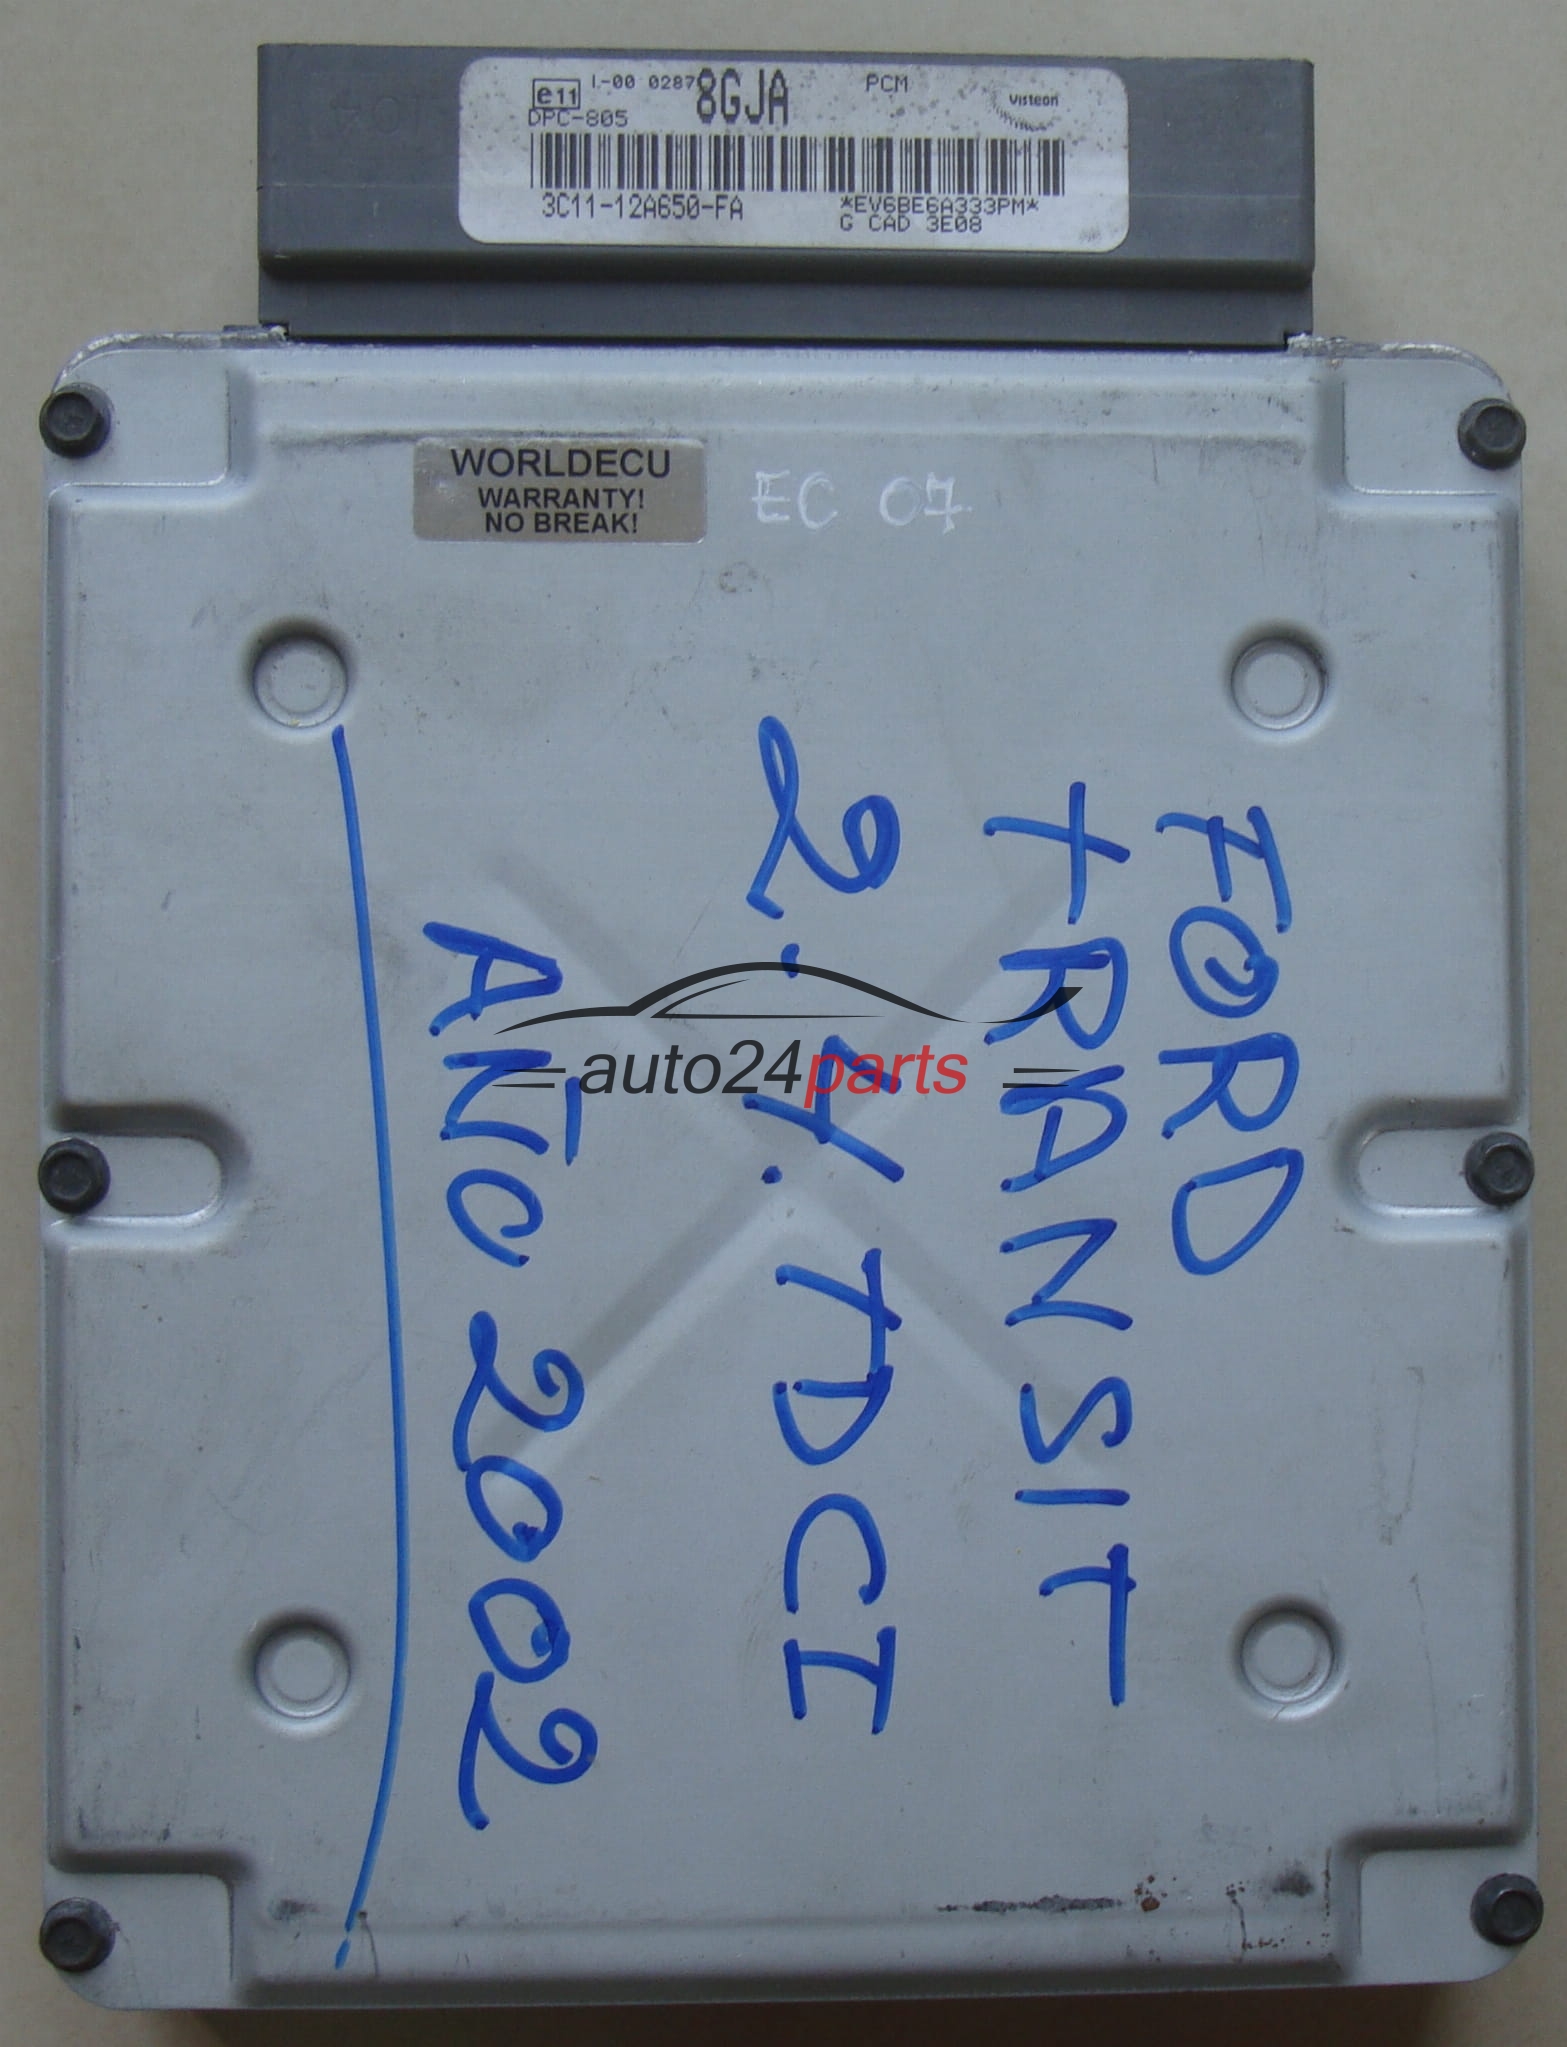 e11 I.-00 0287
8GJA
PCM
Visteon
DPC-805
3C11-12A650-FA
*EV6BE6A333PM*
G CAD 3E08
WORLDECU
WARRANTY!
NO BREAK!
EC 07
FORD
TRANSIT
2.4. TDCI
AÑO 2002
auto24parts